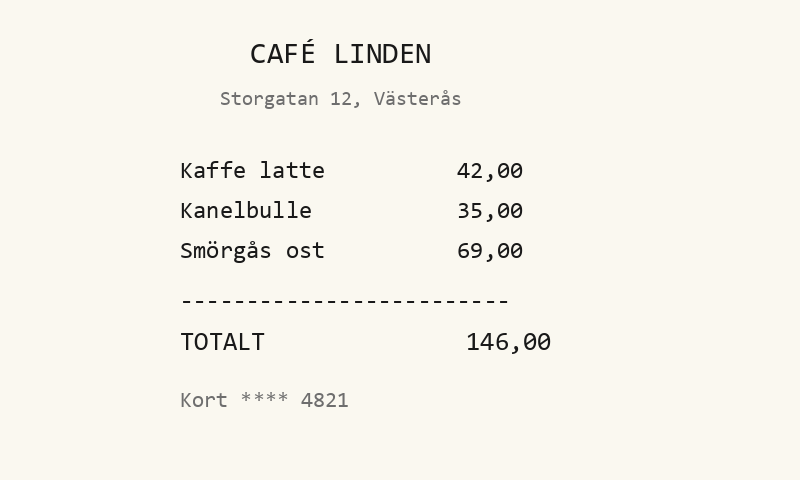 CAFÉ LINDEN
Storgatan 12, Västerås
Kaffe latte 42,00
Kanelbulle 35,00
Smörgås ost 69,00
-------------------------
TOTALT 146,00
Kort **** 4821